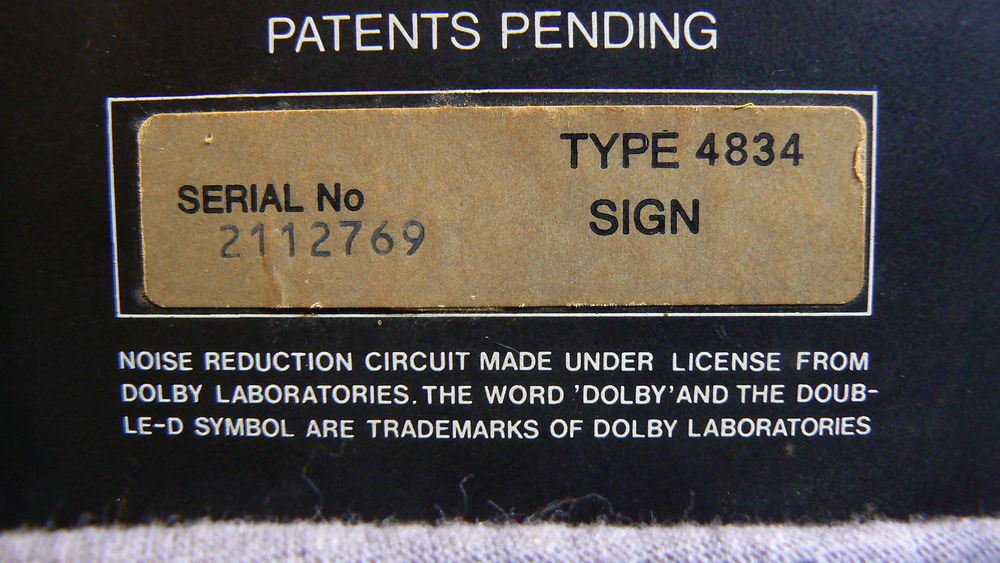 PATENTS PENDING
TYPE 4834
SERIAL No
SIGN
2112769
NOISE REDUCTION CIRCUIT MADE UNDER LICENSE FROM
DOLBY LABORATORIES. THE WORD 'DOLBY' AND THE DOUB-
LE-D SYMBOL ARE TRADEMARKS OF DOLBY LABORATORIES